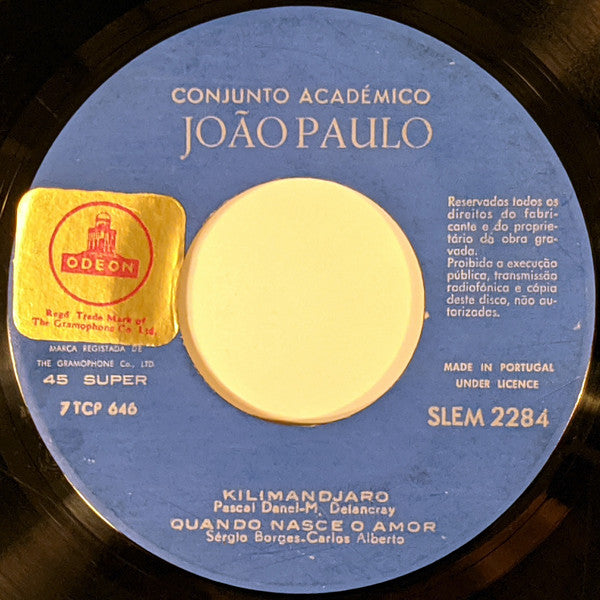 CONJUNTO ACADÉMICO
JOÃO PAULO
ODEON
Regd Trade Mark of
The Gramophone Co. Ltd.
MARCA REGISTADA DE
THE GRAMOPHONE Co., LTD.
45 SUPER
7TCP 646
Reservados todos os
direitos do fabri-
cante e do proprie-
tário da obra gra-
vada.
Proibida a execução
pública, transmissão
radiofónica e cópia
deste disco, não au-
torizadas.
MADE IN PORTUGAL
UNDER LICENCE
SLEM 2284
KILIMANDJARO
Pascal Danel-M. Delancray
QUANDO NASCE O AMOR
Sérgio Borges-Carlos Alberto